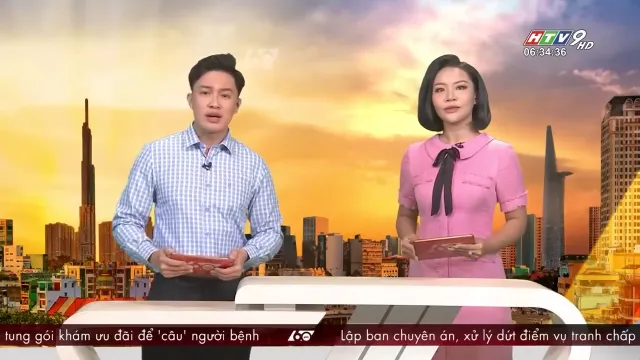 HTV9 HD
06:34:36
tung gói khám ưu đãi để 'câu' người bệnh 60 Lập ban chuyên án, xử lý dứt điểm vụ tranh chấp